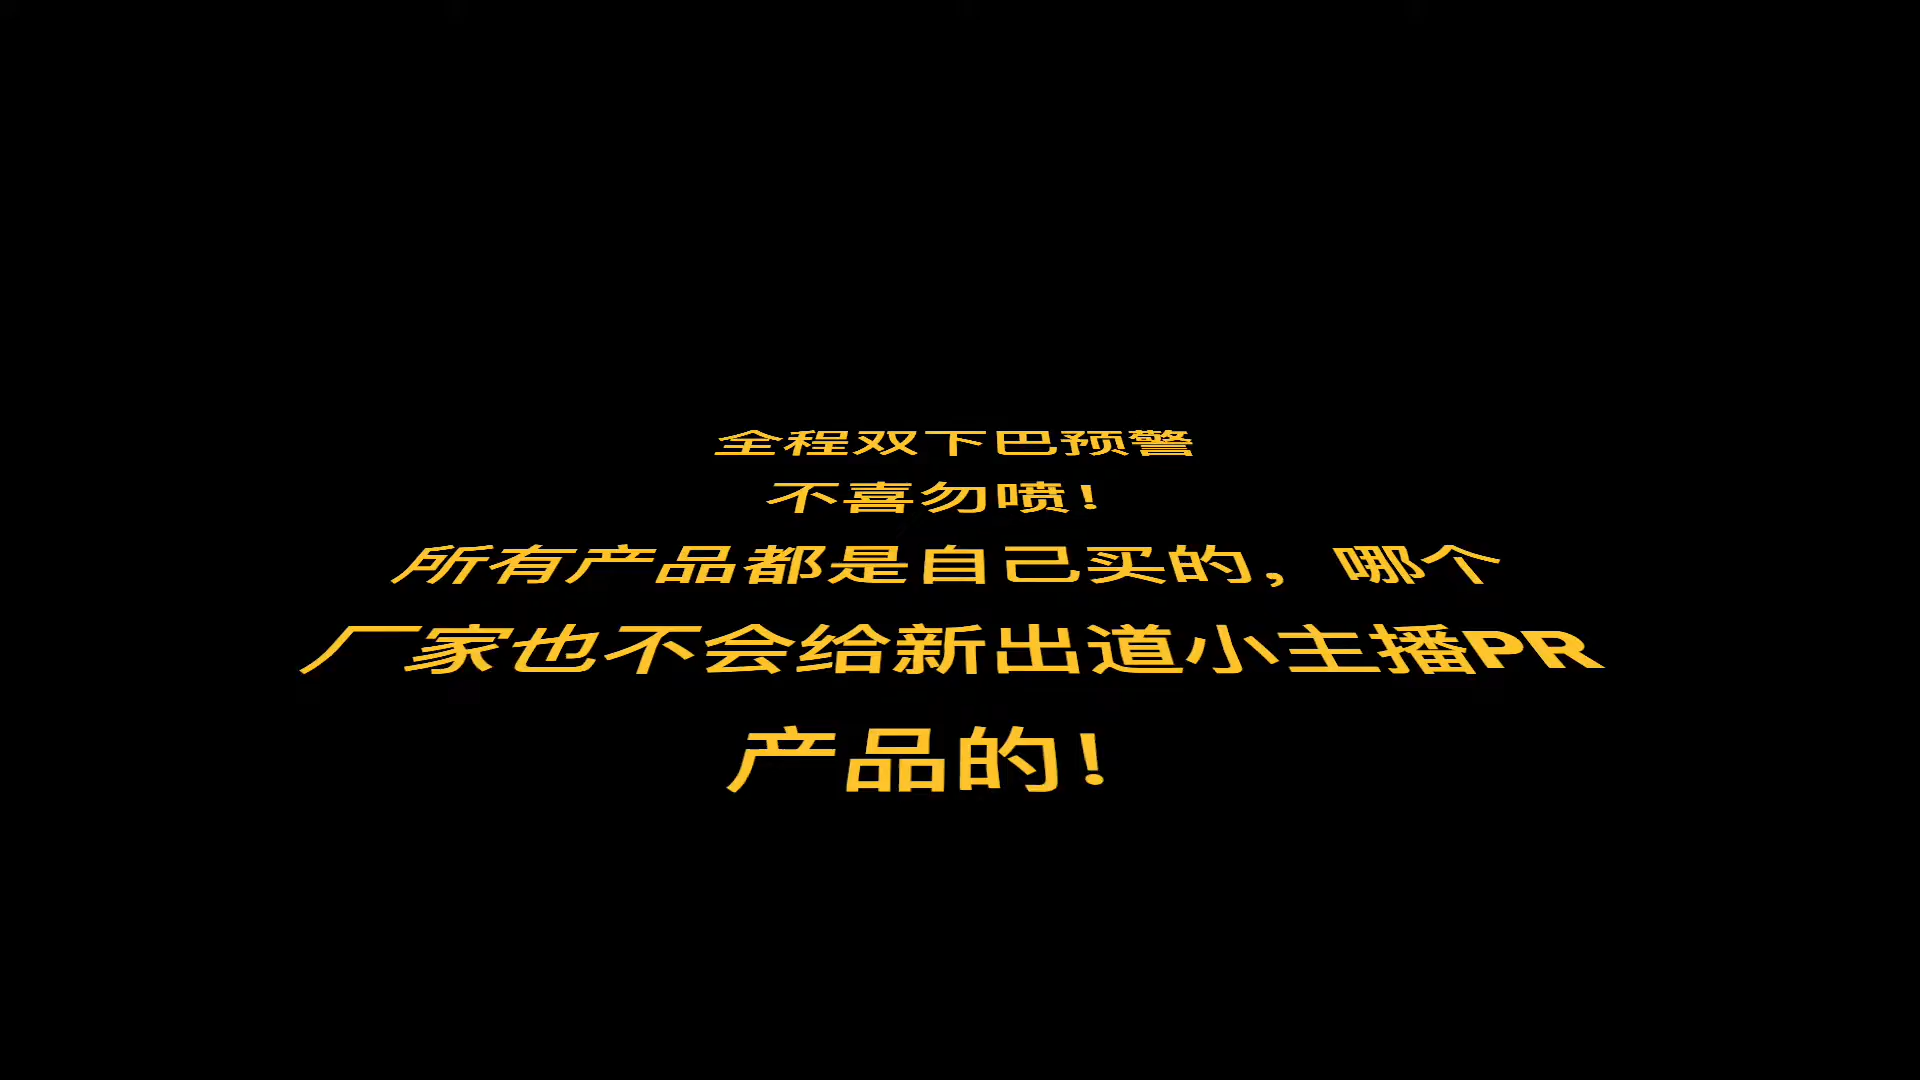 全程双下巴预警
不喜勿喷！
所有产品都是自己买的，哪个
厂家也不会给新出道小主播PR
产品的！